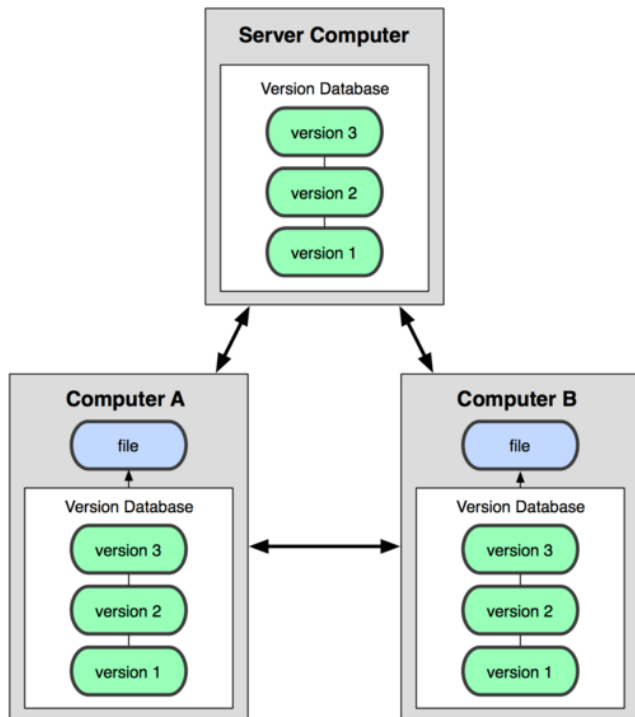 Server Computer
Version Database
version 3
version 2
version 1
Computer A
file
Version Database
version 3
version 2
version 1
Computer B
file
Version Database
version 3
version 2
version 1